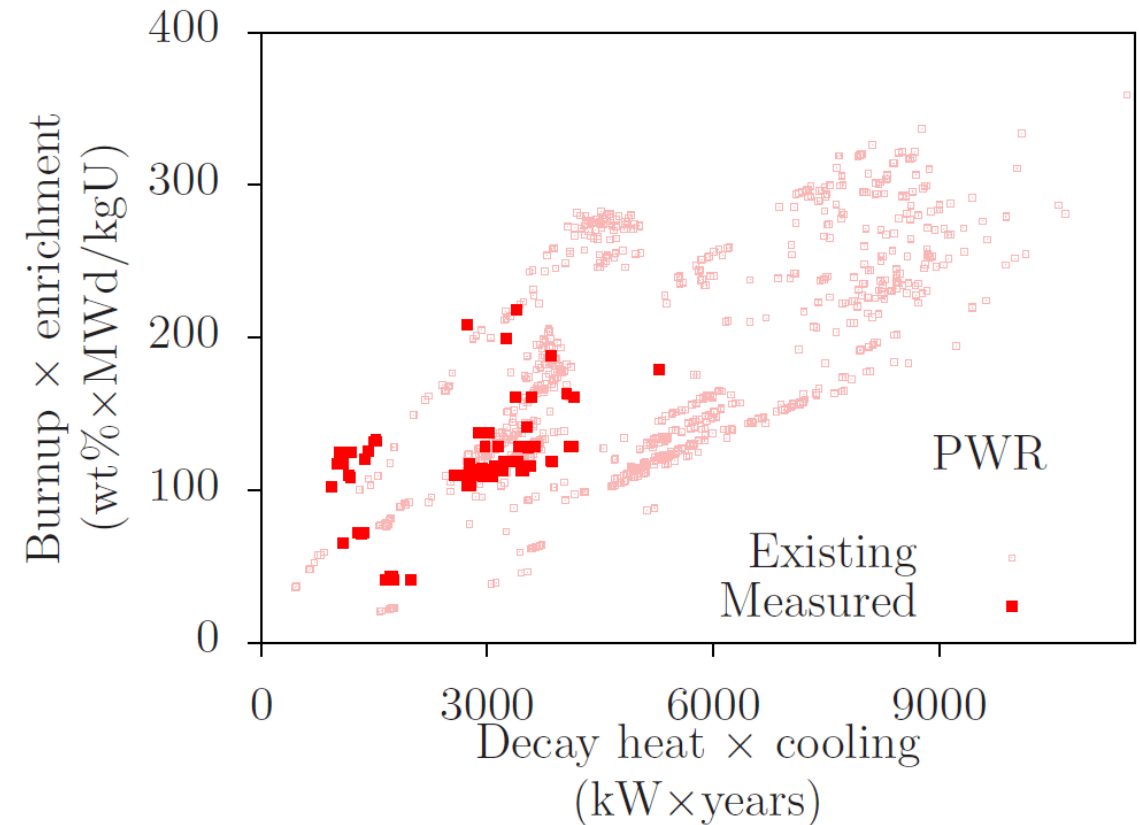 400
300
200
100
0
Burnup × enrichment
(wt%×MWd/kgU)
PWR
Existing
Measured
0 3000 6000 9000
Decay heat × cooling
(kW×years)